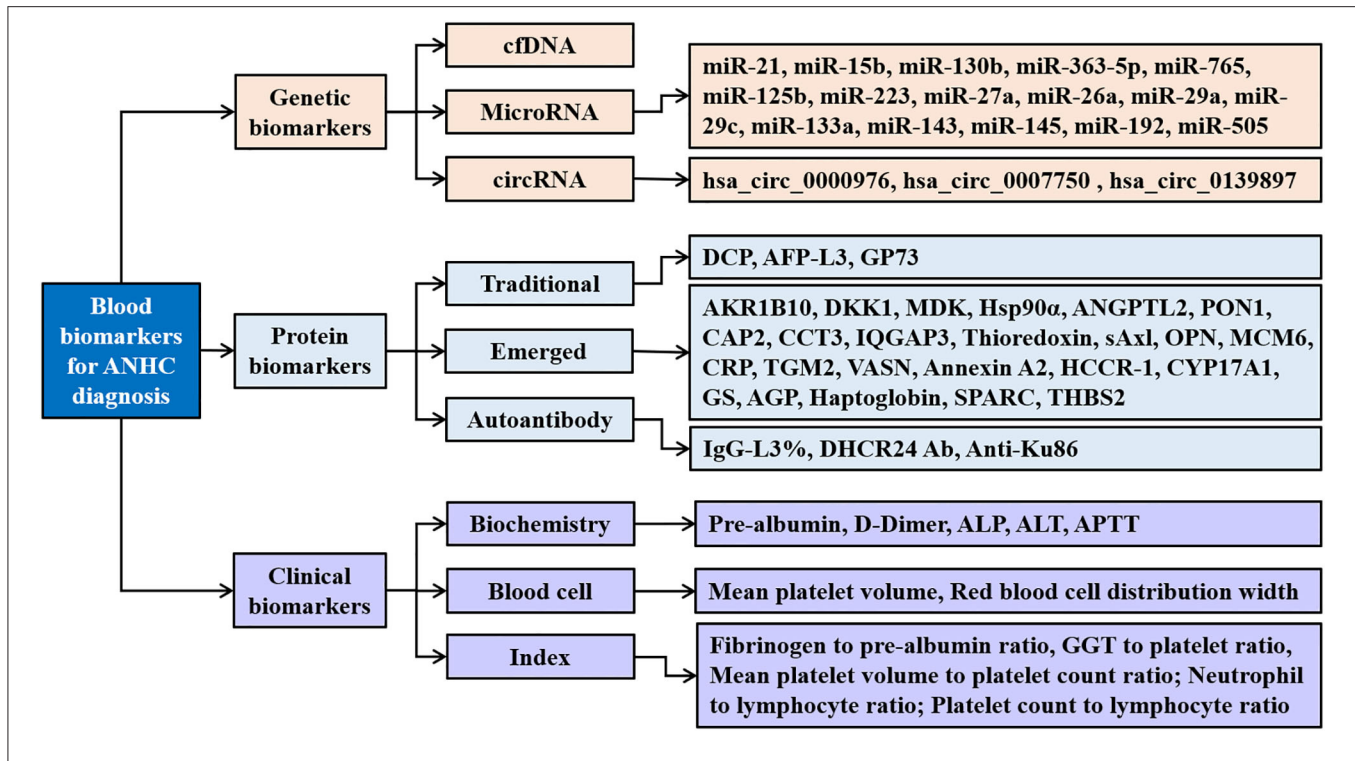 Blood
biomarkers
for ANHC
diagnosis
Genetic
biomarkers
cfDNA
MicroRNA
miR-21, miR-15b, miR-130b, miR-363-5p, miR-765,
miR-125b, miR-223, miR-27a, miR-26a, miR-29a, miR-
29c, miR-133a, miR-143, miR-145, miR-192, miR-505
circRNA
hsa_circ_0000976, hsa_circ_0007750 , hsa_circ_0139897
Protein
biomarkers
Traditional
DCP, AFP-L3, GP73
Emerged
AKR1B10, DKK1, MDK, Hsp90α, ANGPTL2, PON1,
CAP2, CCT3, IQGAP3, Thioredoxin, sAxl, OPN, MCM6,
CRP, TGM2, VASN, Annexin A2, HCCR-1, CYP17A1,
GS, AGP, Haptoglobin, SPARC, THBS2
Autoantibody
IgG-L3%, DHCR24 Ab, Anti-Ku86
Clinical
biomarkers
Biochemistry
Pre-albumin, D-Dimer, ALP, ALT, APTT
Blood cell
Mean platelet volume, Red blood cell distribution width
Index
Fibrinogen to pre-albumin ratio, GGT to platelet ratio,
Mean platelet volume to platelet count ratio; Neutrophil
to lymphocyte ratio; Platelet count to lymphocyte ratio